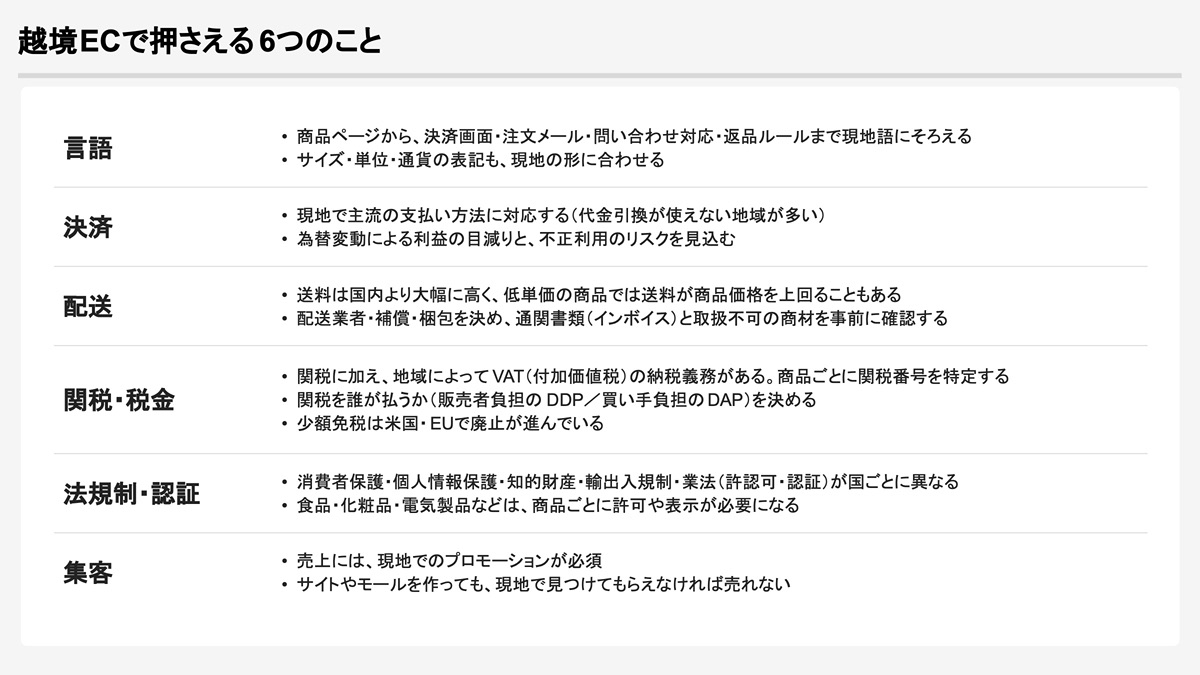 越境ECで押さえる6つのこと
言語
• 商品ページから、決済画面・注文メール・問い合わせ対応・返品ルールまで現地語にそろえる
• サイズ・単位・通貨の表記も、現地の形に合わせる
決済
• 現地で主流の支払い方法に対応する（代金引換が使えない地域が多い）
• 為替変動による利益の目減りと、不正利用のリスクを見込む
配送
• 送料は国内より大幅に高く、低単価の商品では送料が商品価格を上回ることもある
• 配送業者・補償・梱包を決め、通関書類（インボイス）と取扱不可の商材を事前に確認する
関税・税金
• 関税に加え、地域によってVAT（付加価値税）の納税義務がある。商品ごとに関税番号を特定する
• 関税を誰が払うか（販売者負担の DDP／買い手負担の DAP）を決める
• 少額免税は米国・EUで廃止が進んでいる
法規制・認証
• 消費者保護・個人情報保護・知的財産・輸出入規制・業法（許認可・認証）が国ごとに異なる
• 食品・化粧品・電気製品などは、商品ごとに許可や表示が必要になる
集客
• 売上には、現地でのプロモーションが必須
• サイトやモールを作っても、現地で見つけてもらえなければ売れない